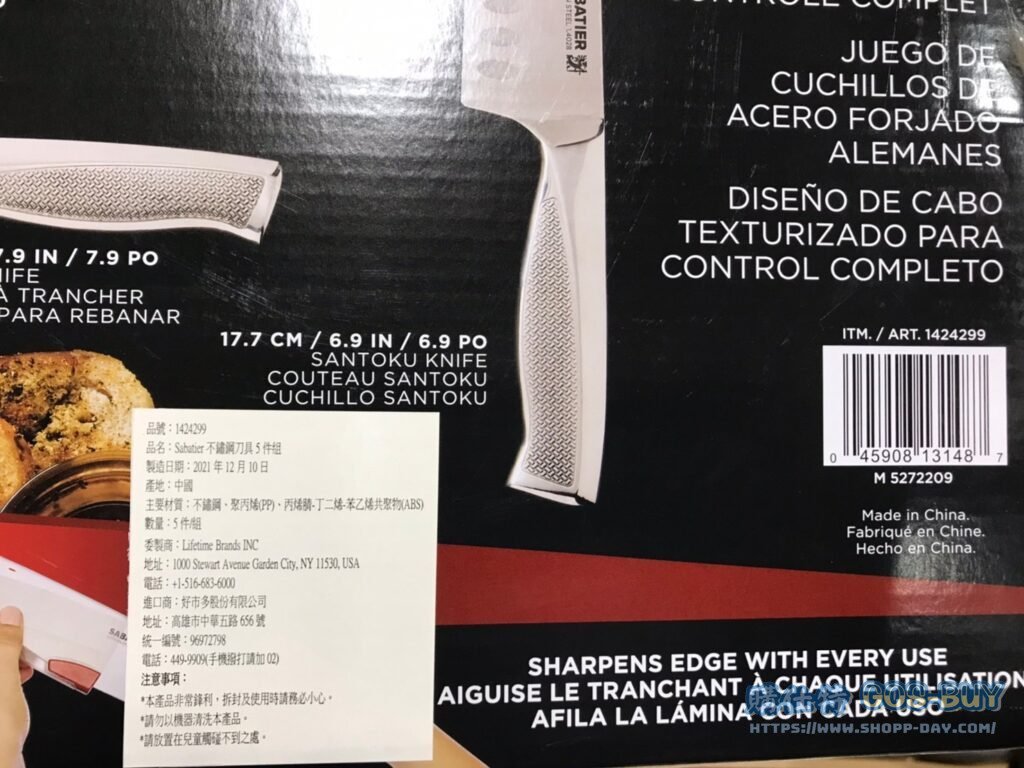 SABATIER
CONTRÔLE COMPLET
JUEGO DE
CUCHILLOS DE
ACERO FORJADO
ALEMANES
DISEÑO DE CABO
TEXTURIZADO PARA
CONTROL COMPLETO
7.9 IN / 7.9 PO
À TRANCHER
PARA REBANAR
17.7 CM / 6.9 IN / 6.9 PO
SANTOKU KNIFE
COUTEAU SANTOKU
CUCHILLO SANTOKU
ITM. / ART. 1424299
0 45908 13148 7
M 5272209
Made in China.
Fabriqué en Chine.
Hecho en China.
品號：1424299
品名：Sabatier 不鏽鋼刀具 5 件組
製造日期：2021 年 12 月 10 日
產地：中國
主要材質：不鏽鋼、聚丙烯(PP)、丙烯腈-丁二烯-苯乙烯共聚物(ABS)
數量：5 件/組
委製商：Lifetime Brands INC
地址：1000 Stewart Avenue Garden City, NY 11530, USA
電話：+1-516-683-6000
進口商：好市多股份有限公司
地址：高雄市中華五路 656 號
統一編號：96972798
電話：449-9909(手機撥打請加 02)
注意事項：
*本產品非常鋒利，拆封及使用時請務必小心。
*請勿以機器清洗本產品。
*請放置在兒童觸碰不到之處。
SHARPENS EDGE WITH EVERY USE
AIGUISE LE TRANCHANT À CHAQUE UTILISATION
AFILA LA LÁMINA CON CADA USO
COS-BUY
HTTPS://WWW.SHOPP-DAY.COM/